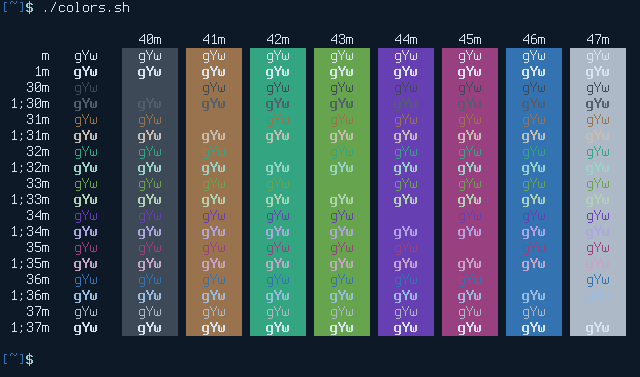 [~]$ ./colors.sh
40m 41m 42m 43m 44m 45m 46m 47m
m gYw gYw gYw gYw gYw gYw gYw gYw gYw
1m gYw gYw gYw gYw gYw gYw gYw gYw gYw
30m gYw gYw gYw gYw gYw gYw gYw gYw gYw
1;30m gYw gYw gYw gYw gYw gYw gYw gYw gYw
31m gYw gYw gYw gYw gYw gYw gYw gYw
1;31m gYw gYw gYw gYw gYw gYw gYw gYw gYw
32m gYw gYw gYw gYw gYw gYw gYw gYw
1;32m gYw gYw gYw gYw gYw gYw gYw gYw gYw
33m gYw gYw gYw gYw gYw gYw gYw gYw
1;33m gYw gYw gYw gYw gYw gYw gYw gYw gYw
34m gYw gYw gYw gYw gYw gYw gYw gYw
1;34m gYw gYw gYw gYw gYw gYw gYw gYw gYw
35m gYw gYw gYw gYw gYw gYw gYw gYw
1;35m gYw gYw gYw gYw gYw gYw gYw gYw gYw
36m gYw gYw gYw gYw gYw gYw gYw gYw
1;36m gYw gYw gYw gYw gYw gYw gYw gYw gYw
37m gYw gYw gYw gYw gYw gYw gYw gYw
1;37m gYw gYw gYw gYw gYw gYw gYw gYw gYw
[~]$